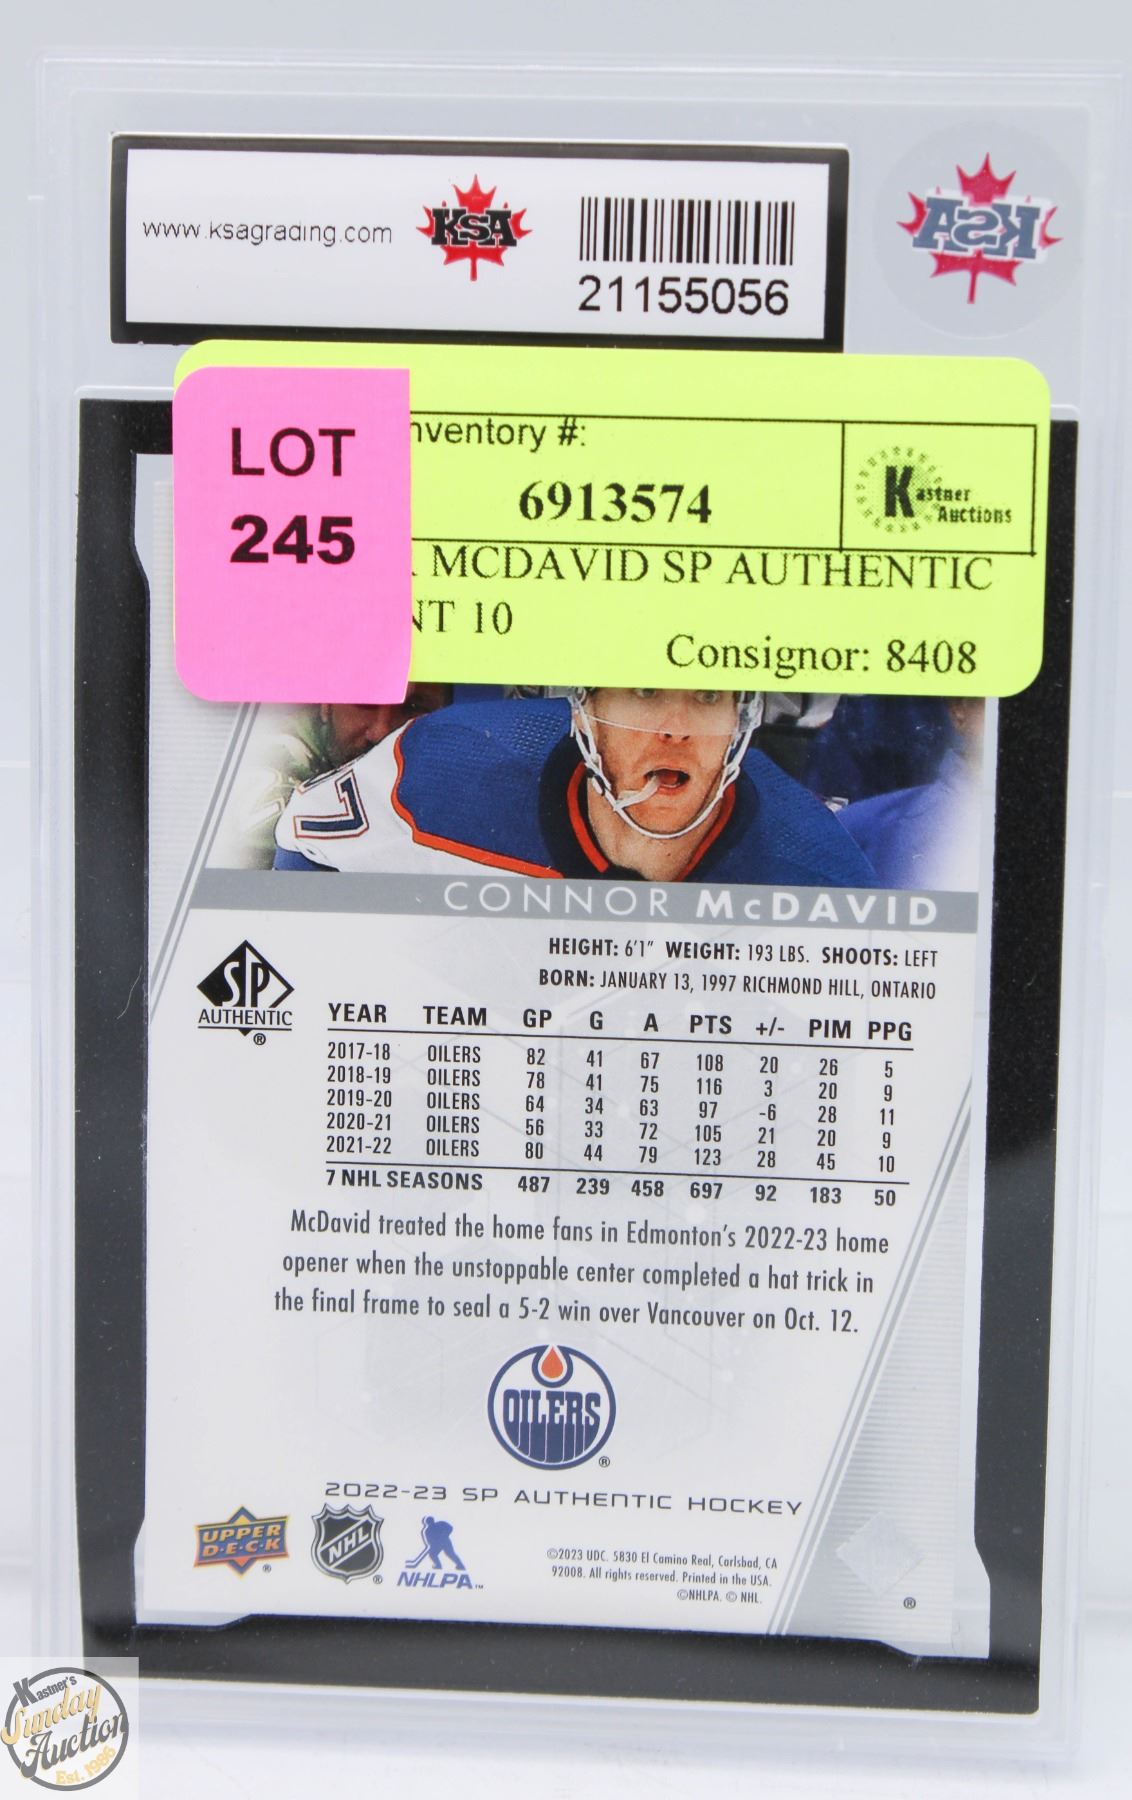 www.ksagrading.com KSA
21155056
KSA
LOT
245
nventory #:
6913574
Kastner
Auctions
MCDAVID SP AUTHENTIC
NT 10
Consignor: 8408
7
CONNOR McDAVID
HEIGHT: 6'1" WEIGHT: 193 LBS. SHOOTS: LEFT
BORN: JANUARY 13, 1997 RICHMOND HILL, ONTARIO
SP
AUTHENTIC
®
YEAR TEAM GP G A PTS +/- PIM PPG
2017-18 OILERS 82 41 67 108 20 26 5
2018-19 OILERS 78 41 75 116 3 20 9
2019-20 OILERS 64 34 63 97 -6 28 11
2020-21 OILERS 56 33 72 105 21 20 9
2021-22 OILERS 80 44 79 123 28 45 10
7 NHL SEASONS 487 239 458 697 92 183 50
McDavid treated the home fans in Edmonton's 2022-23 home
opener when the unstoppable center completed a hat trick in
the final frame to seal a 5-2 win over Vancouver on Oct. 12.
OILERS
®
2022-23 SP AUTHENTIC HOCKEY
UPPER
D·E·C·K
®
NHL
®
NHLPA™
©2023 UDC. 5830 El Camino Real, Carlsbad, CA
92008. All rights reserved. Printed in the USA.
©NHLPA. © NHL.
®
Kastner's
Sunday
Auction
Est. 1986